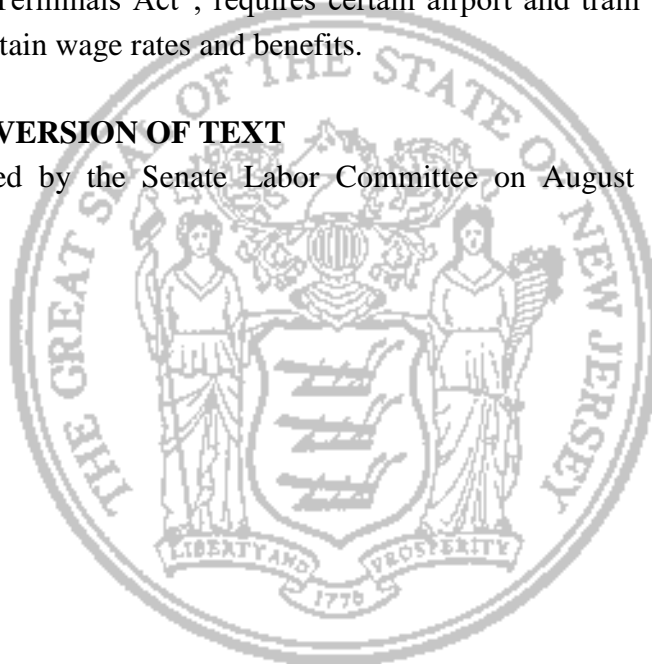 Terminals Act", requires certain airport and train
tain wage rates and benefits.
VERSION OF TEXT
ed by the Senate Labor Committee on August
THE GREAT SEAL OF THE STATE OF NEW JERSEY
LIBERTY AND PROSPERITY
1776